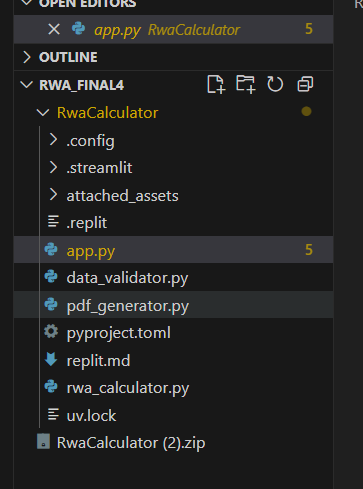 OPEN EDITORS
app.py RwaCalculator 5
OUTLINE
RWA_FINAL4
RwaCalculator
.config
.streamlit
attached_assets
.replit
app.py 5
data_validator.py
pdf_generator.py
pyproject.toml
replit.md
rwa_calculator.py
uv.lock
RwaCalculator (2).zip